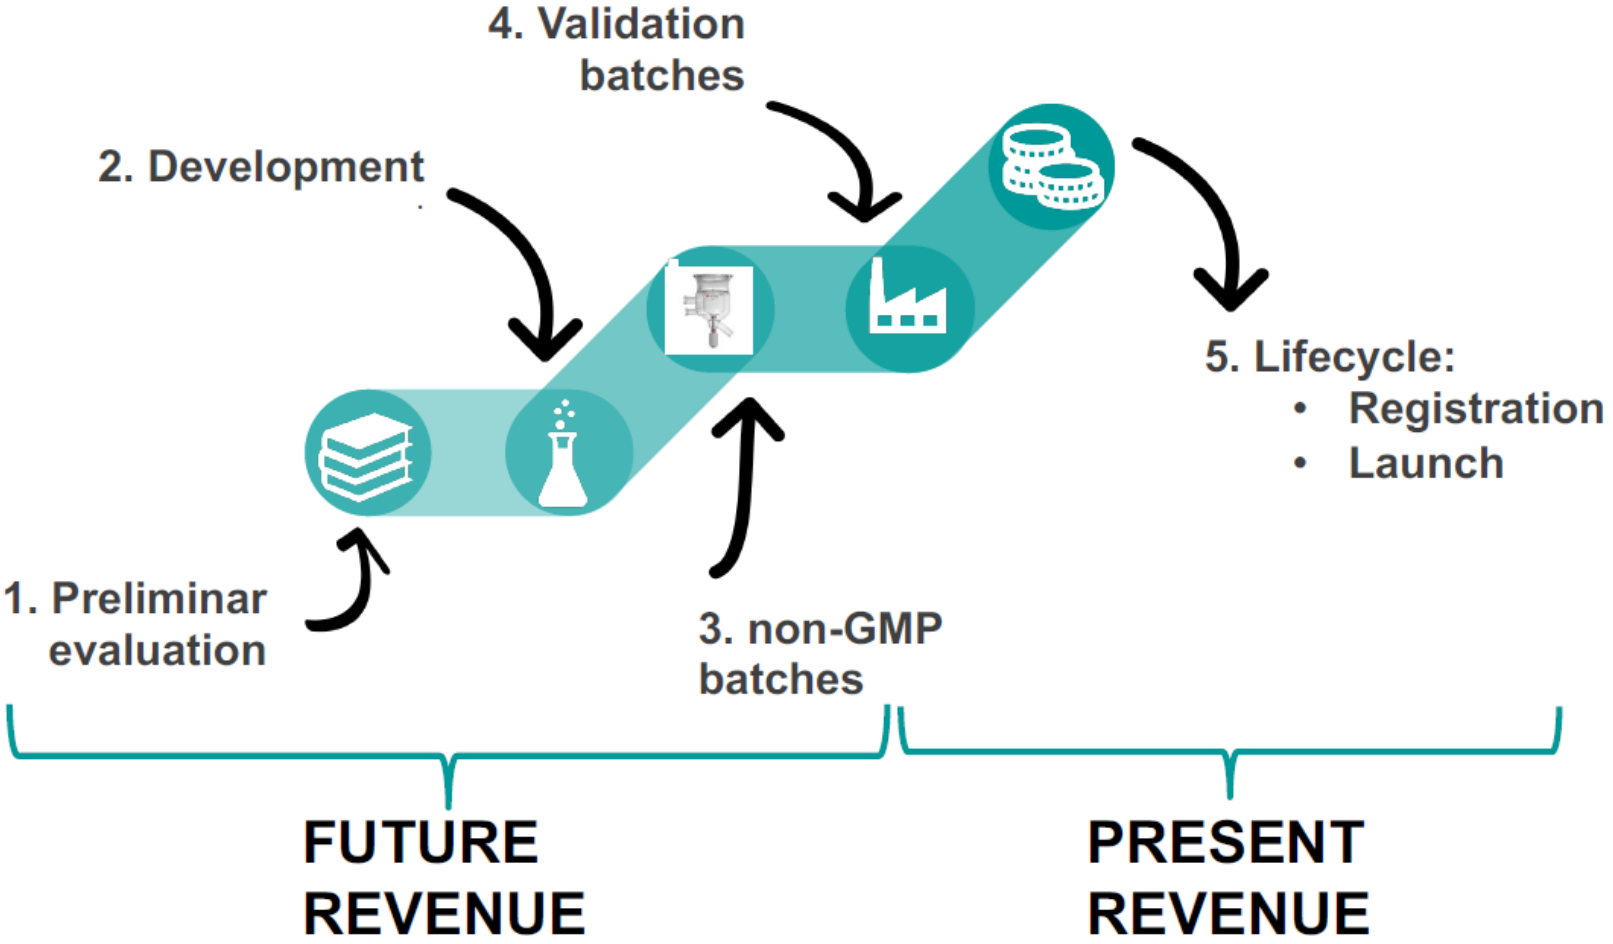 4. Validation
batches
2. Development
.
5. Lifecycle:
• Registration
• Launch
1. Preliminar
evaluation
3. non-GMP
batches
FUTURE
REVENUE
PRESENT
REVENUE